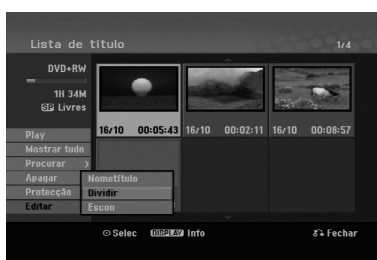 Lista de título 1/4
DVD+RW
1H 34M
SP Livres
16/10 00:05:43 16/10 00:02:11 16/10 00:08:57
Play
Mostrar tudo
Procurar
Apagar
Protecção
Editar
Nometítulo
Dividir
Escon
Selec DISPLAY Info Fechar